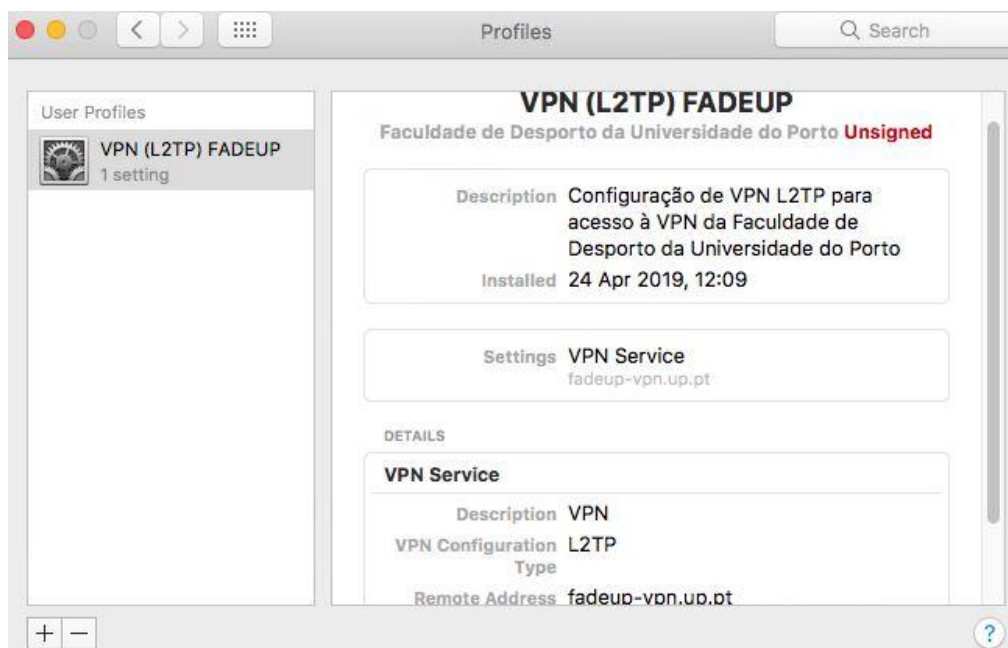 Profiles
Search
User Profiles
VPN (L2TP) FADEUP
1 setting
VPN (L2TP) FADEUP
Faculdade de Desporto da Universidade do Porto Unsigned
Description Configuração de VPN L2TP para
acesso à VPN da Faculdade de
Desporto da Universidade do Porto
Installed 24 Apr 2019, 12:09
Settings VPN Service
fadeup-vpn.up.pt
DETAILS
VPN Service
Description VPN
VPN Configuration L2TP
Type
Remote Address fadeup-vpn.up.pt
+ −
?